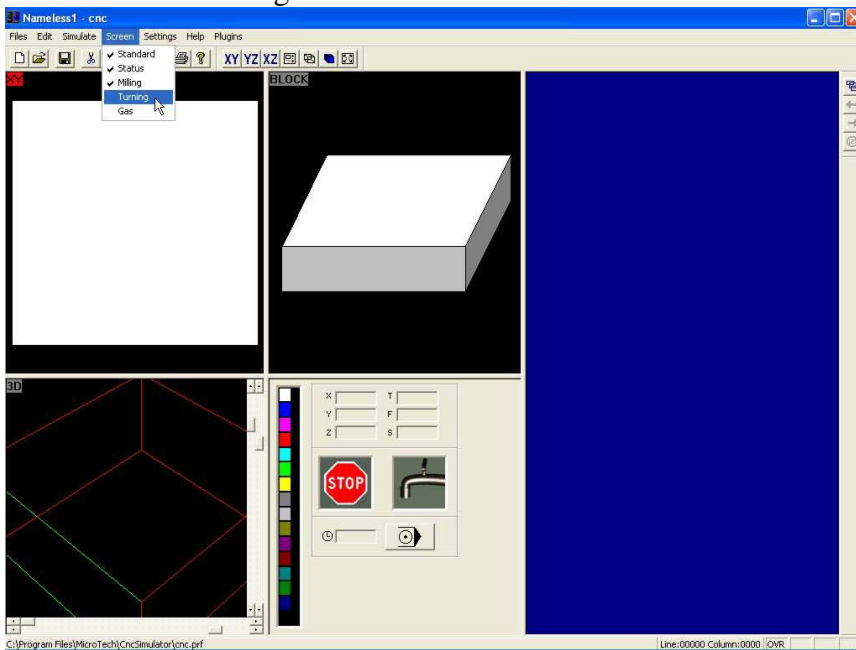 Nameless1 - cnc
Files Edit Simulate Screen Settings Help Plugins
XY YZ XZ
Standard
Status
Milling
Turning
Gas
XY
BLOCK
3D
X T
Y F
Z S
STOP
C:\Program Files\MicroTech\CncSimulator\cnc.prf
Line:00000 Column:0000 OVR